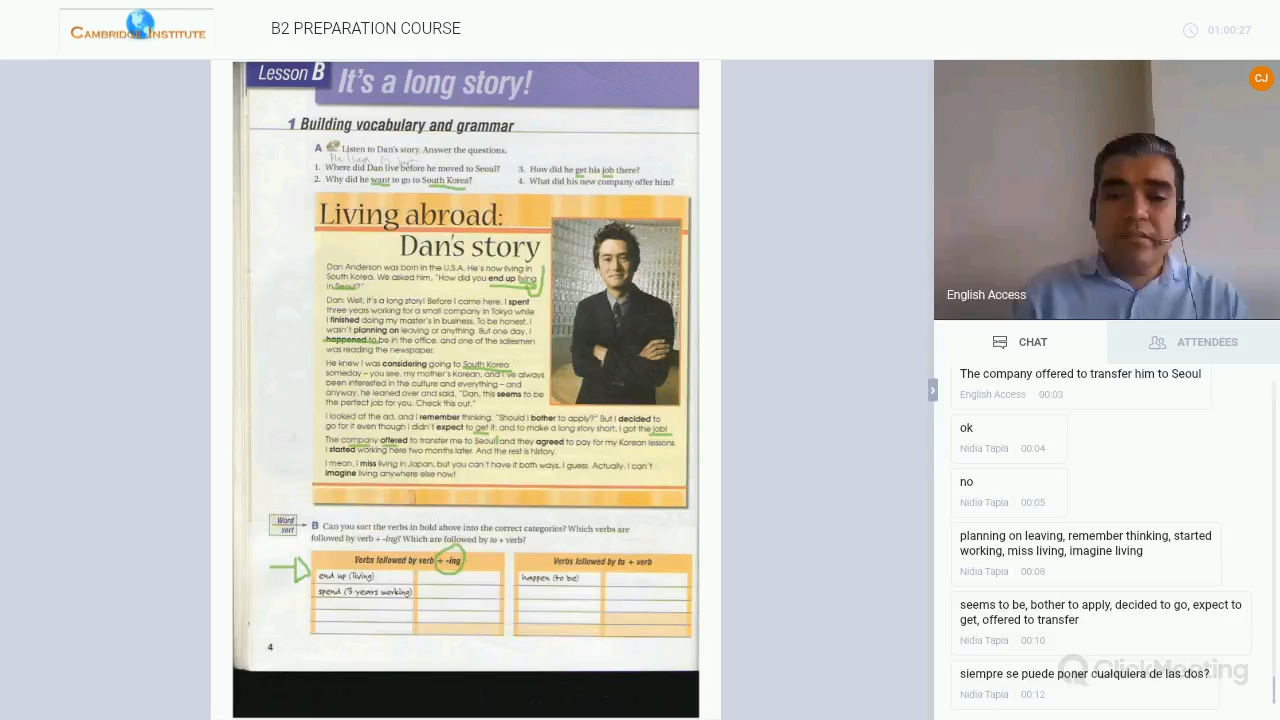 CAMBRIDGE INSTITUTE
B2 PREPARATION COURSE
01:00:27
Lesson B It's a long story!
1 Building vocabulary and grammar
A Listen to Dan's story. Answer the questions.
1. Where did Dan live before he moved to Seoul?
2. Why did he want to go to South Korea?
3. How did he get his job there?
4. What did his new company offer him?
Living abroad:
Dan's story
Dan Anderson was born in the U.S.A. He's now living in
South Korea. We asked him, "How did you end up living
in Seoul?"
Dan: Well, it's a long story! Before I came here, I spent
three years working for a small company in Tokyo while
I finished doing my master's in business. To be honest, I
wasn't planning on leaving or anything. But one day, I
happened to be in the office, and one of the salesmen
was reading the newspaper.
He knew I was considering going to South Korea
someday – you see, my mother's Korean, and I've always
been interested in the culture and everything – and
anyway, he leaned over and said, "Dan, this seems to be
the perfect job for you. Check this out."
I looked at the ad, and I remember thinking, "Should I bother to apply?" But I decided to
go for it even though I didn't expect to get it, and to make a long story short, I got the job!
The company offered to transfer me to Seoul and they agreed to pay for my Korean lessons.
I started working here two months later. And the rest is history.
I mean, I miss living in Japan, but you can't have it both ways, I guess. Actually, I can't
imagine living anywhere else now!
Word
sort
B Can you sort the verbs in bold above into the correct categories? Which verbs are
followed by verb + -ing? Which are followed by to + verb?
Verbs followed by verb + -ing
end up (living)
spend (3 years working)
Verbs followed by to + verb
happen (to be)
4
CJ
English Access
CHAT
ATTENDEES
The company offered to transfer him to Seoul
English Access 00:03
ok
Nidia Tapia 00:04
no
Nidia Tapia 00:05
planning on leaving, remember thinking, started
working, miss living, imagine living
Nidia Tapia 00:08
seems to be, bother to apply, decided to go, expect to
get, offered to transfer
Nidia Tapia 00:10
siempre se puede poner cualquiera de las dos?
Nidia Tapia 00:12
ClickMeeting